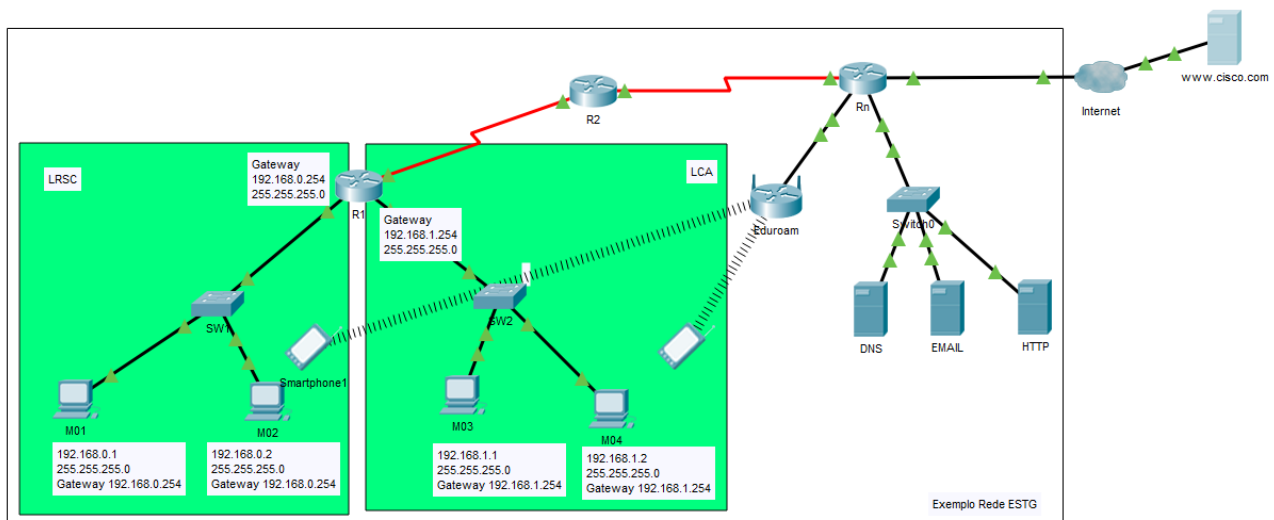 www.cisco.com
Internet
Rn
R2
LRSC
Gateway
192.168.0.254
255.255.255.0
R1
LCA
Gateway
192.168.1.254
255.255.255.0
Eduroam
Switch0
SW1
SW2
Smartphone1
DNS
EMAIL
HTTP
M01
192.168.0.1
255.255.255.0
Gateway 192.168.0.254
M02
192.168.0.2
255.255.255.0
Gateway 192.168.0.254
M03
192.168.1.1
255.255.255.0
Gateway 192.168.1.254
M04
192.168.1.2
255.255.255.0
Gateway 192.168.1.254
Exemplo Rede ESTG